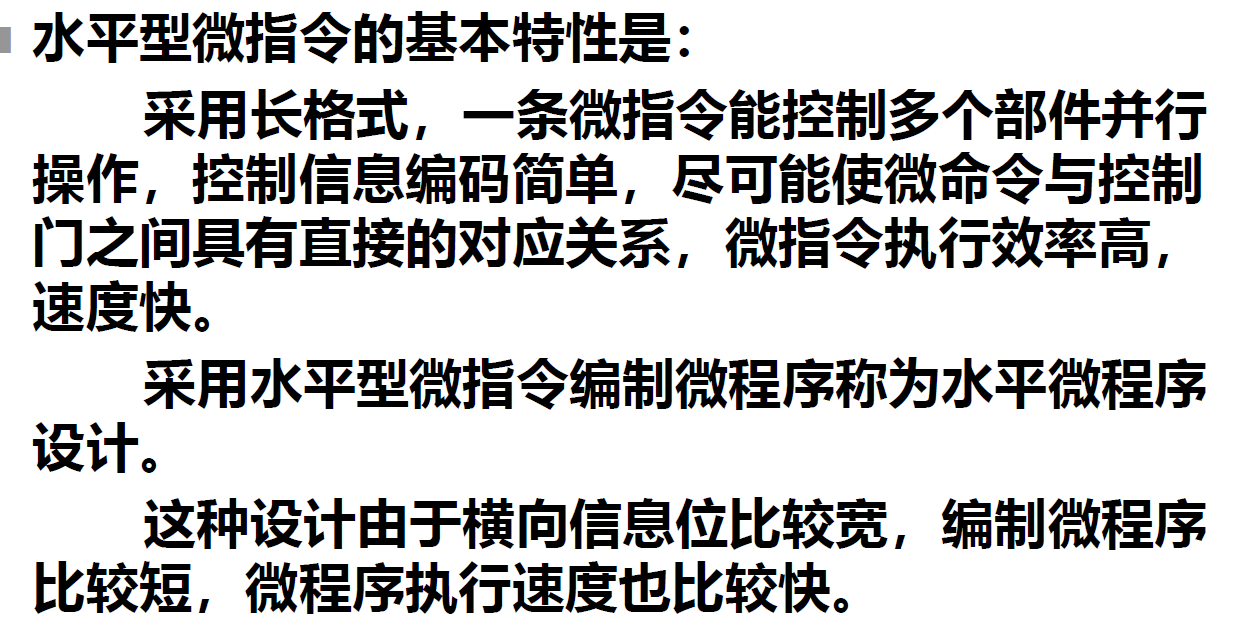 水平型微指令的基本特性是：
采用长格式，一条微指令能控制多个部件并行
操作，控制信息编码简单，尽可能使微命令与控制
门之间具有直接的对应关系，微指令执行效率高，
速度快。
采用水平型微指令编制微程序称为水平微程序
设计。
这种设计由于横向信息位比较宽，编制微程序
比较短，微程序执行速度也比较快。